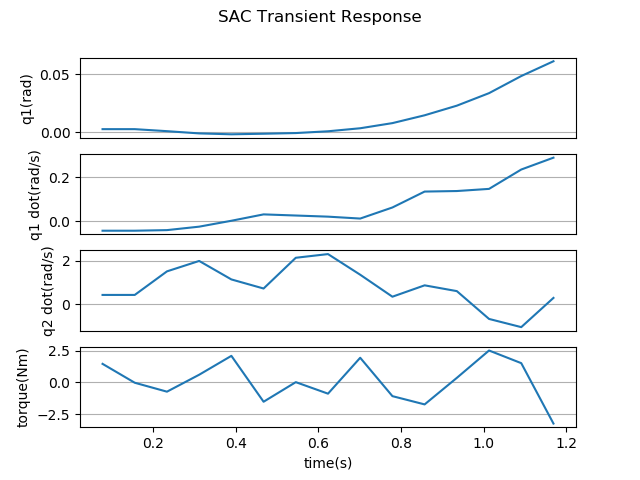 SAC Transient Response
q1(rad)
0.05
0.00
q1 dot(rad/s)
0.2
0.0
q2 dot(rad/s)
2
0
torque(Nm)
2.5
0.0
−2.5
0.2 0.4 0.6 0.8 1.0 1.2
time(s)